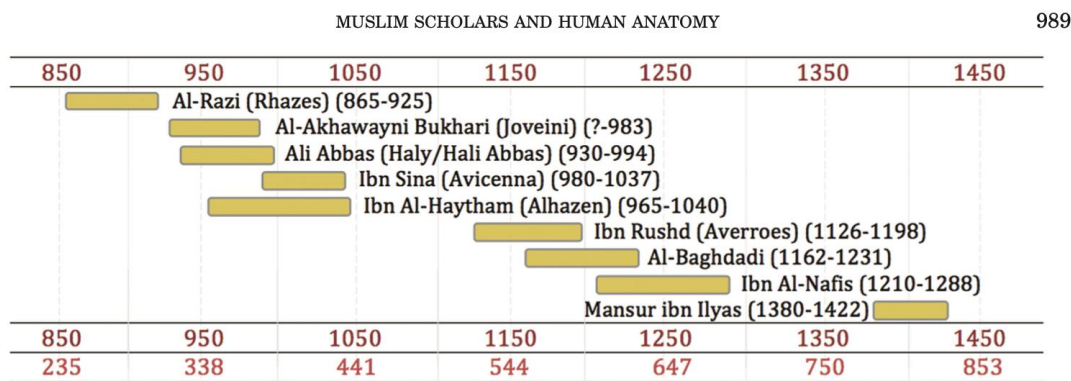 MUSLIM SCHOLARS AND HUMAN ANATOMY 989
850 950 1050 1150 1250 1350 1450
Al-Razi (Rhazes) (865-925)
Al-Akhawayni Bukhari (Joveini) (?-983)
Ali Abbas (Haly/Hali Abbas) (930-994)
Ibn Sina (Avicenna) (980-1037)
Ibn Al-Haytham (Alhazen) (965-1040)
Ibn Rushd (Averroes) (1126-1198)
Al-Baghdadi (1162-1231)
Ibn Al-Nafis (1210-1288)
Mansur ibn Ilyas (1380-1422)
850 950 1050 1150 1250 1350 1450
235 338 441 544 647 750 853